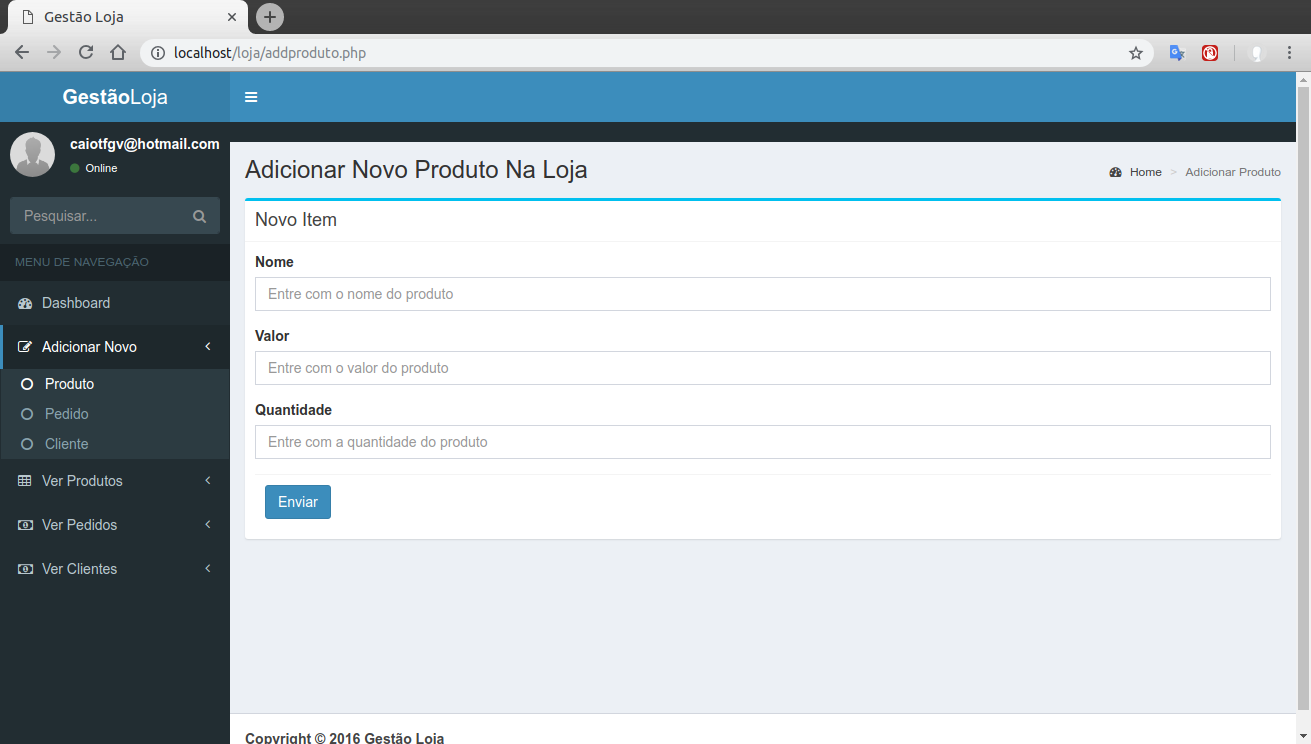 Gestão Loja
localhost/loja/addproduto.php
GestãoLoja
caiotfgv@hotmail.com
Online
Pesquisar...
MENU DE NAVEGAÇÃO
Dashboard
Adicionar Novo
Produto
Pedido
Cliente
Ver Produtos
Ver Pedidos
Ver Clientes
Adicionar Novo Produto Na Loja
Home > Adicionar Produto
Novo Item
Nome
Entre com o nome do produto
Valor
Entre com o valor do produto
Quantidade
Entre com a quantidade do produto
Enviar
Copyright © 2016 Gestão Loja